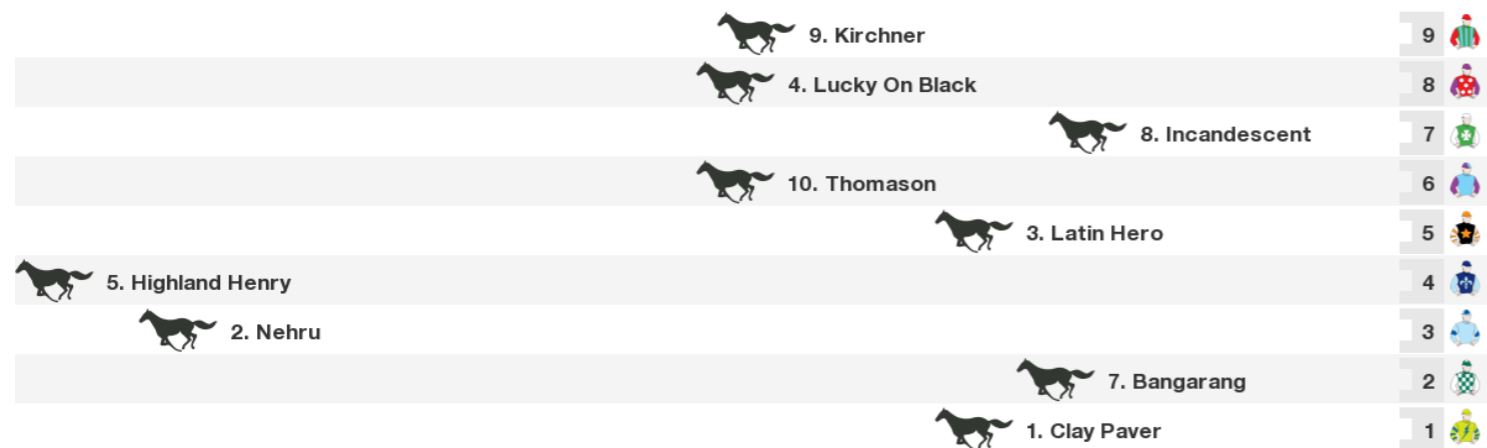 9. Kirchner 9
4. Lucky On Black 8
8. Incandescent 7
10. Thomason 6
3. Latin Hero 5
5. Highland Henry 4
2. Nehru 3
7. Bangarang 2
1. Clay Paver 1